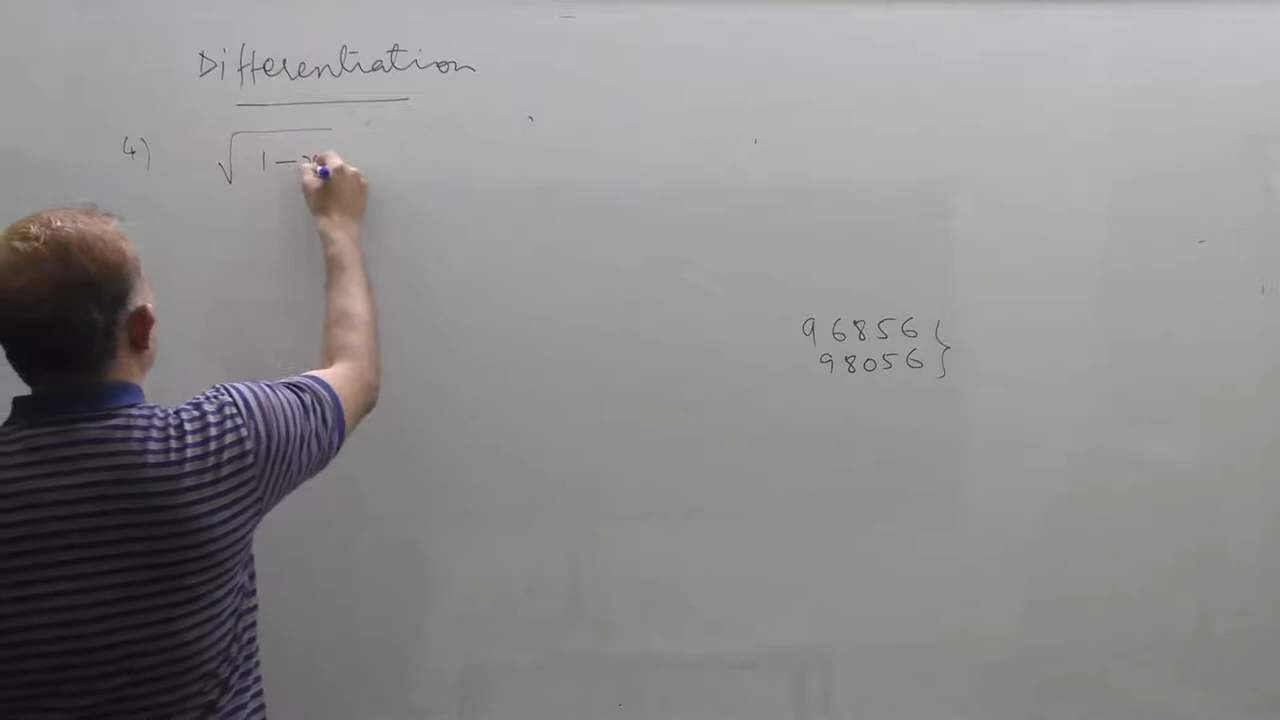 Differentiation
4) √1-x
96856 }
98056